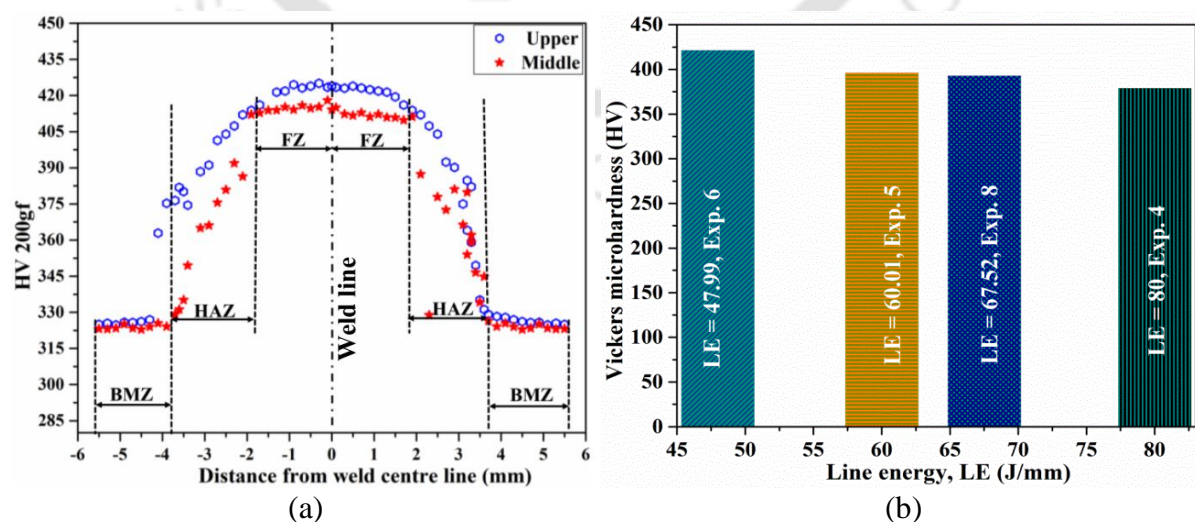 450
435
420
405
390
375
360
345
330
315
300
285
HV 200gf
Upper
Middle
FZ FZ
HAZ HAZ
Weld line
BMZ BMZ
-6 -5 -4 -3 -2 -1 0 1 2 3 4 5 6
Distance from weld centre line (mm)
(a)
450
400
350
300
250
200
150
100
50
0
Vickers microhardness (HV)
LE = 47.99, Exp. 6
LE = 60.01, Exp. 5
LE = 67.52, Exp. 8
LE = 80, Exp. 4
45 50 55 60 65 70 75 80
Line energy, LE (J/mm)
(b)